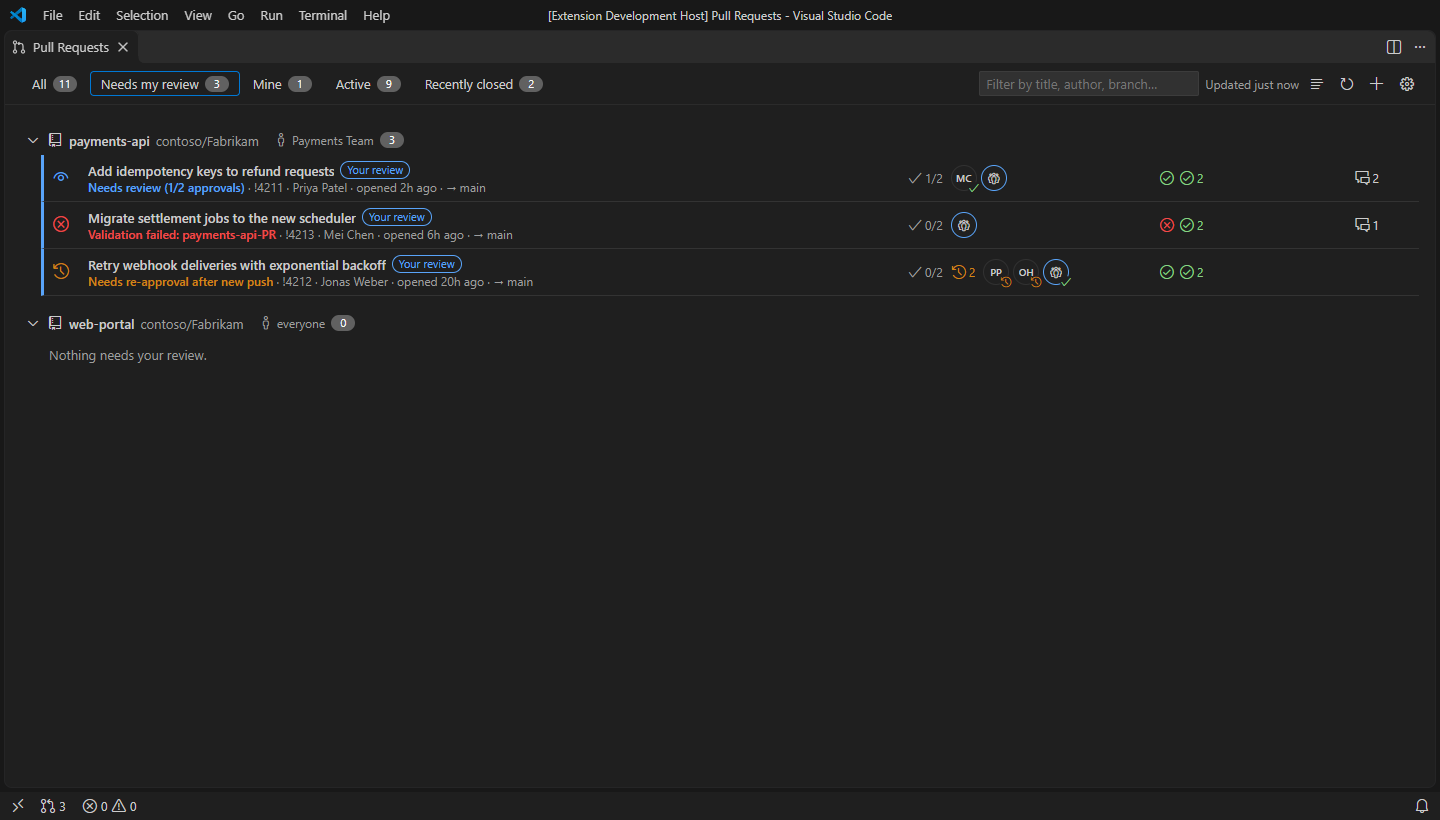 File Edit Selection View Go Run Terminal Help [Extension Development Host] Pull Requests - Visual Studio Code
Pull Requests
All 11 Needs my review 3 Mine 1 Active 9 Recently closed 2 Filter by title, author, branch... Updated just now
payments-api contoso/Fabrikam Payments Team 3
Add idempotency keys to refund requests Your review
Needs review (1/2 approvals) · !4211 · Priya Patel · opened 2h ago · → main
1/2 MC 2 2
Migrate settlement jobs to the new scheduler Your review
Validation failed: payments-api-PR · !4213 · Mei Chen · opened 6h ago · → main
0/2 2 1
Retry webhook deliveries with exponential backoff Your review
Needs re-approval after new push · !4212 · Jonas Weber · opened 20h ago · → main
0/2 2 PP OH 2
web-portal contoso/Fabrikam everyone 0
Nothing needs your review.
3 0 0